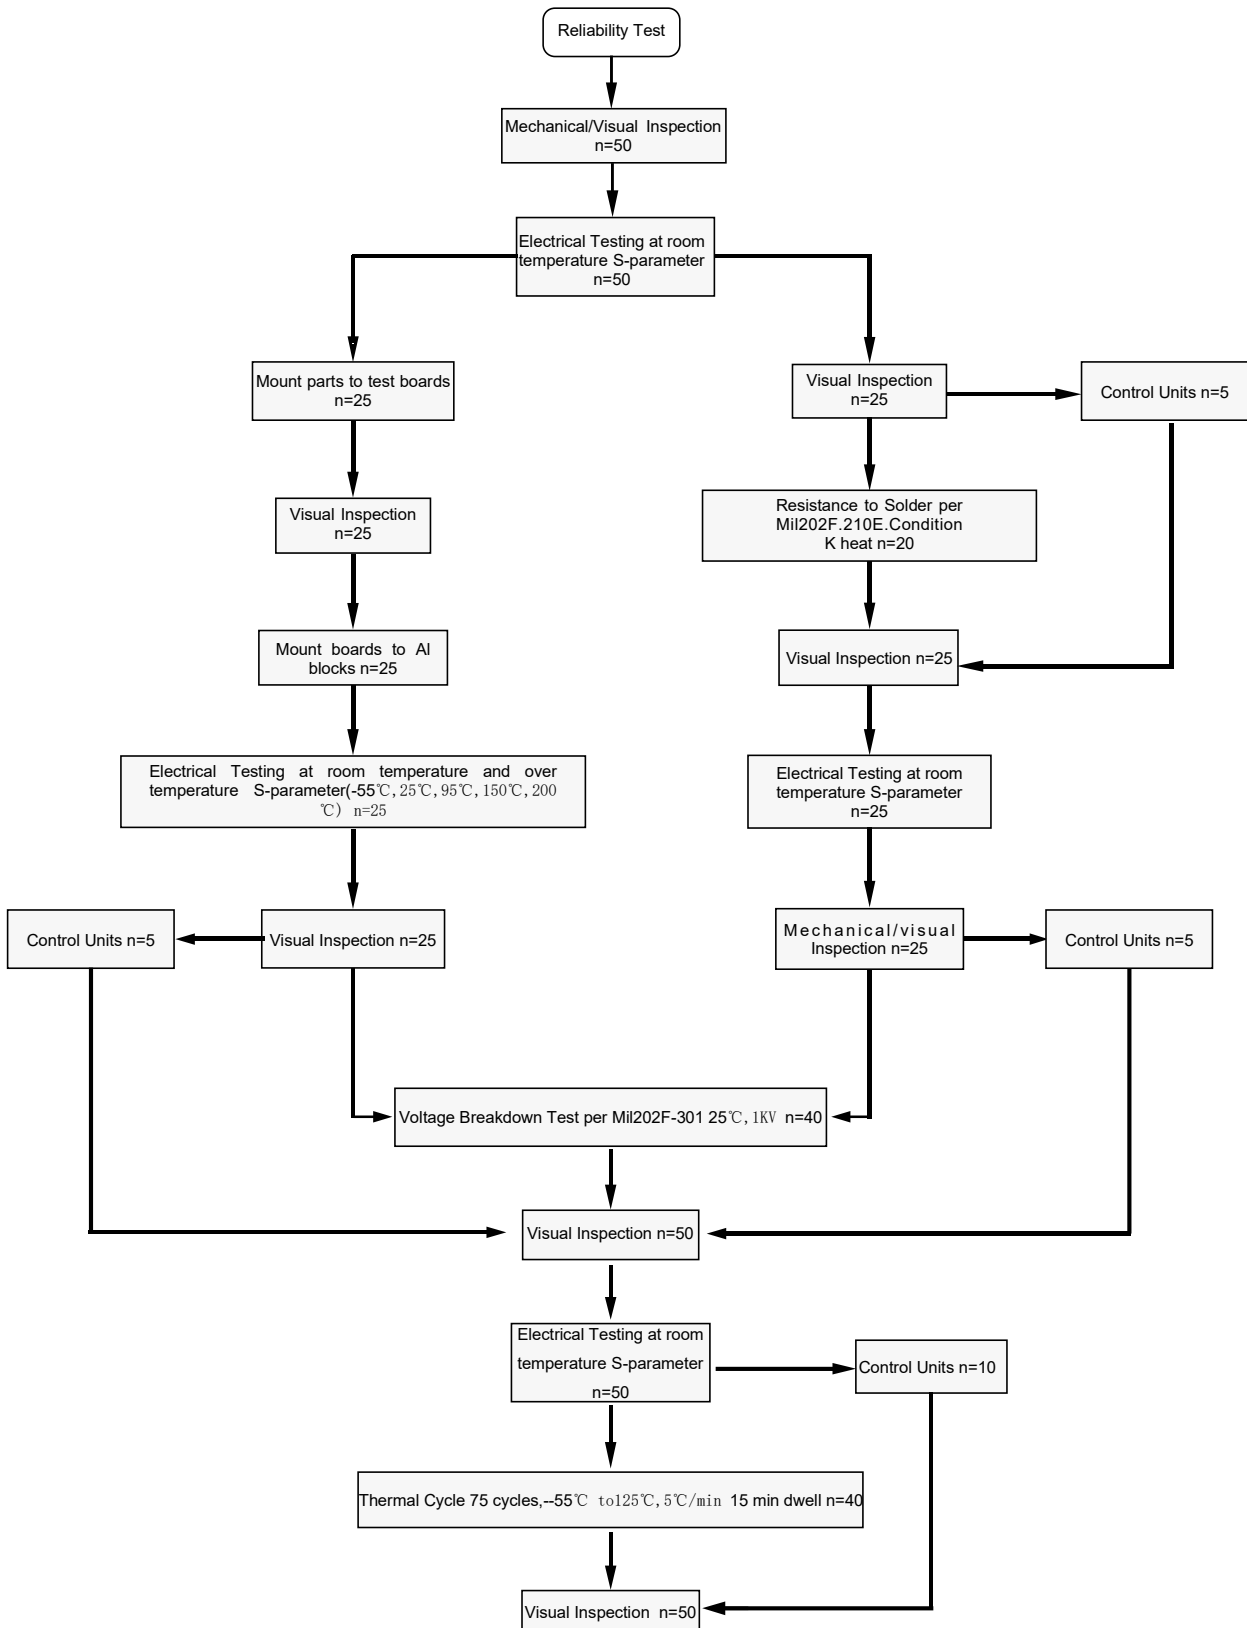 Reliability Test
Mechanical/Visual Inspection
n=50
Electrical Testing at room
temperature S-parameter
n=50
Mount parts to test boards
n=25
Visual Inspection
n=25
Control Units n=5
Visual Inspection
n=25
Resistance to Solder per
Mil202F.210E.Condition
K heat n=20
Mount boards to Al
blocks n=25
Visual Inspection n=25
Electrical Testing at room temperature and over
temperature S-parameter(-55℃,25℃,95℃,150℃,200
℃) n=25
Electrical Testing at room
temperature S-parameter
n=25
Control Units n=5
Visual Inspection n=25
Mechanical/visual
Inspection n=25
Control Units n=5
Voltage Breakdown Test per Mil202F-301 25℃,1KV n=40
Visual Inspection n=50
Electrical Testing at room
temperature S-parameter
n=50
Control Units n=10
Thermal Cycle 75 cycles,--55℃ to125℃,5℃/min 15 min dwell n=40
Visual Inspection n=50